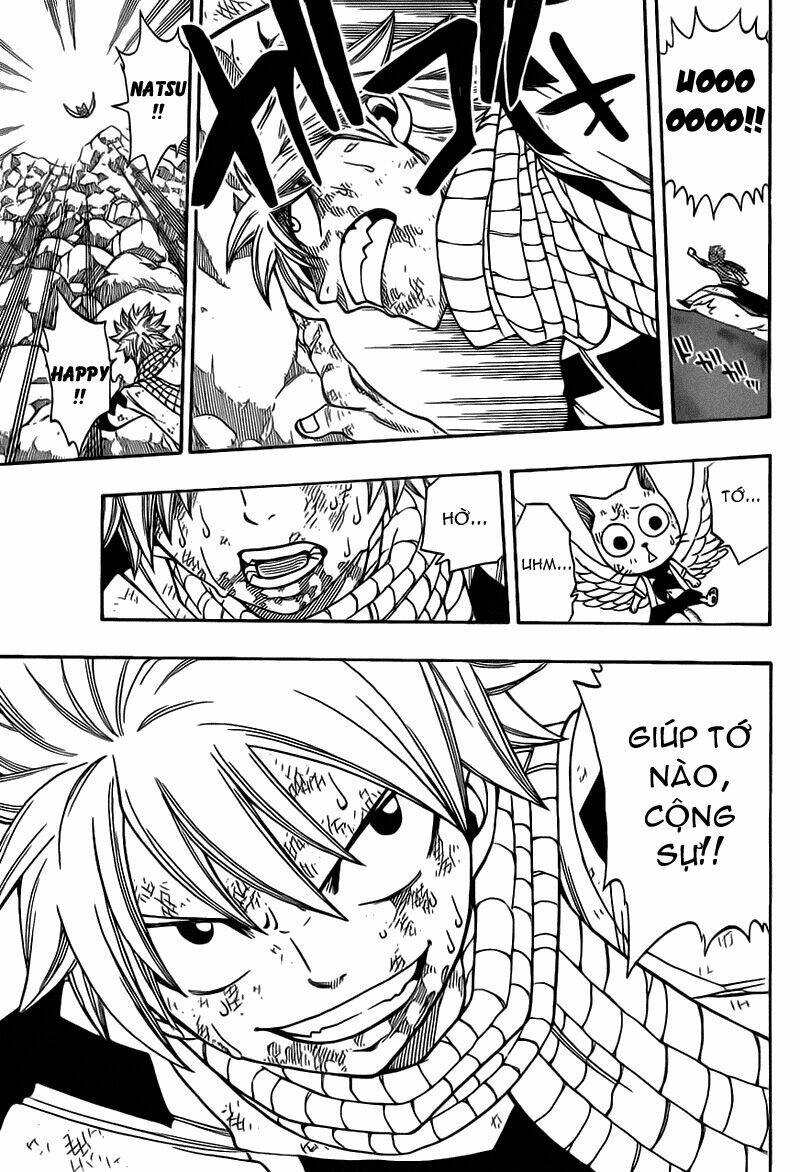 UOOO
OOOO!!
NATSU
!!
HAPPY
!!
TỚ...
UHM...
HỜ...
GIÚP TỚ
NÀO,
CỘNG
SỰ!!